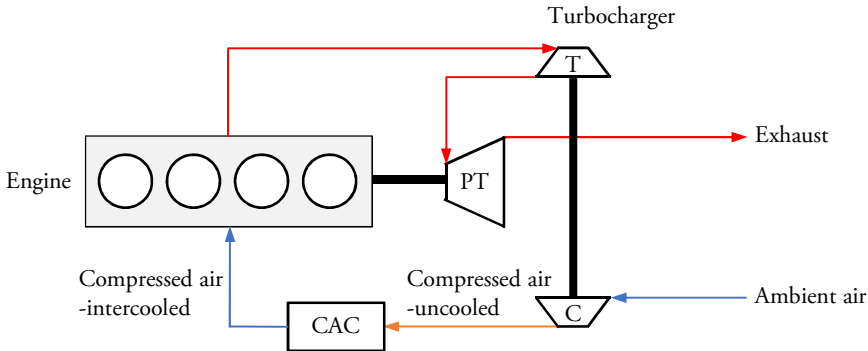 Turbocharger
T
Exhaust
Engine
PT
Compressed air
-intercooled
Compressed air
-uncooled
Ambient air
CAC
C